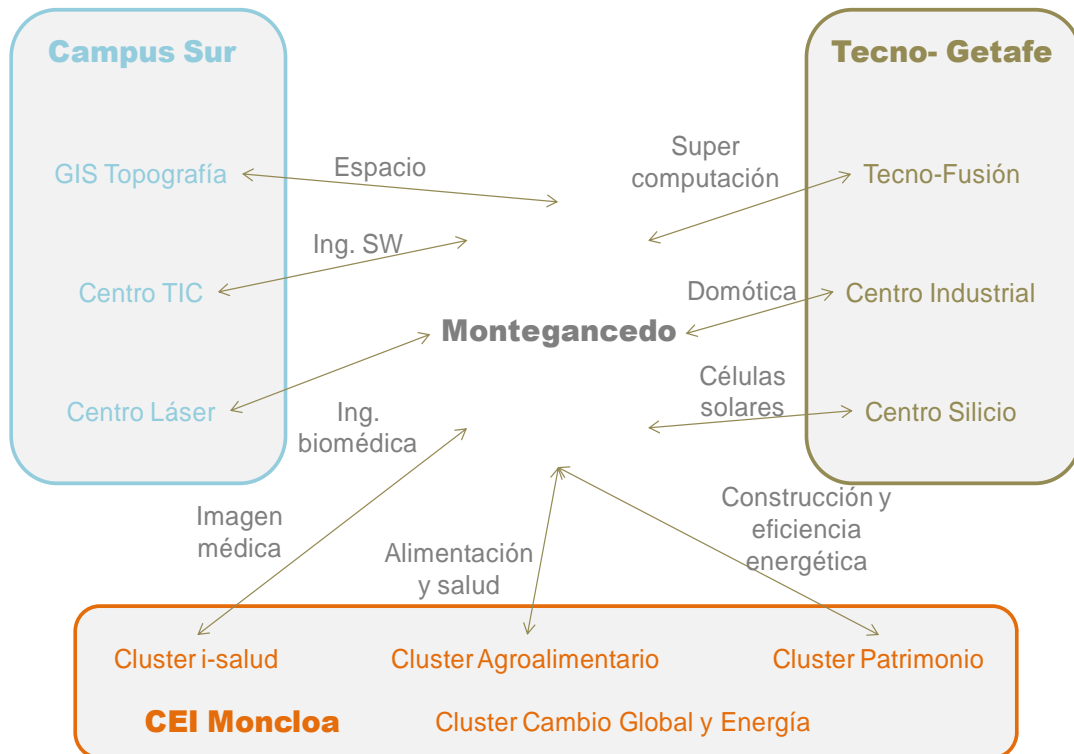 Campus Sur
Tecno- Getafe
GIS Topografía
Espacio
Super
computación
Tecno-Fusión
Ing. SW
Centro TIC
Domótica
Centro Industrial
Montegancedo
Centro Láser
Ing.
biomédica
Células
solares
Centro Silicio
Imagen
médica
Alimentación
y salud
Construcción y
eficiencia
energética
Cluster i-salud
Cluster Agroalimentario
Cluster Patrimonio
CEI Moncloa
Cluster Cambio Global y Energía